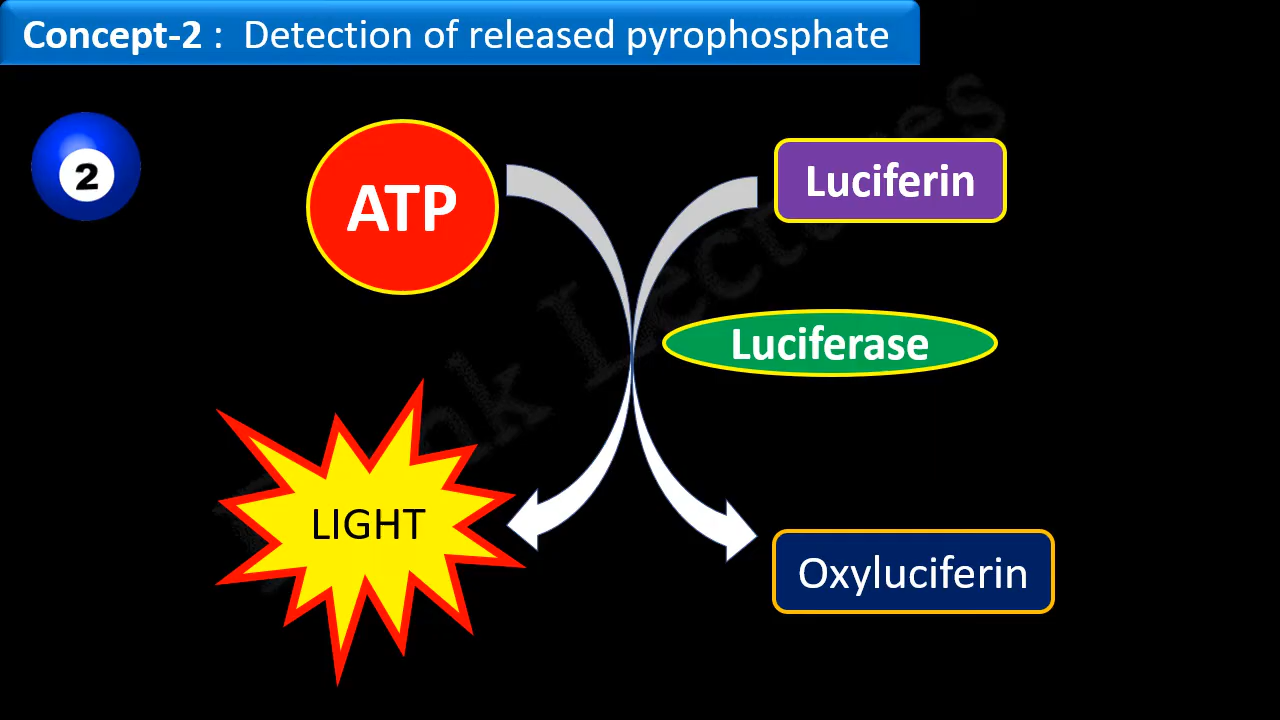 Concept-2 : Detection of released pyrophosphate
2
ATP
Luciferin
Luciferase
LIGHT
Oxyluciferin